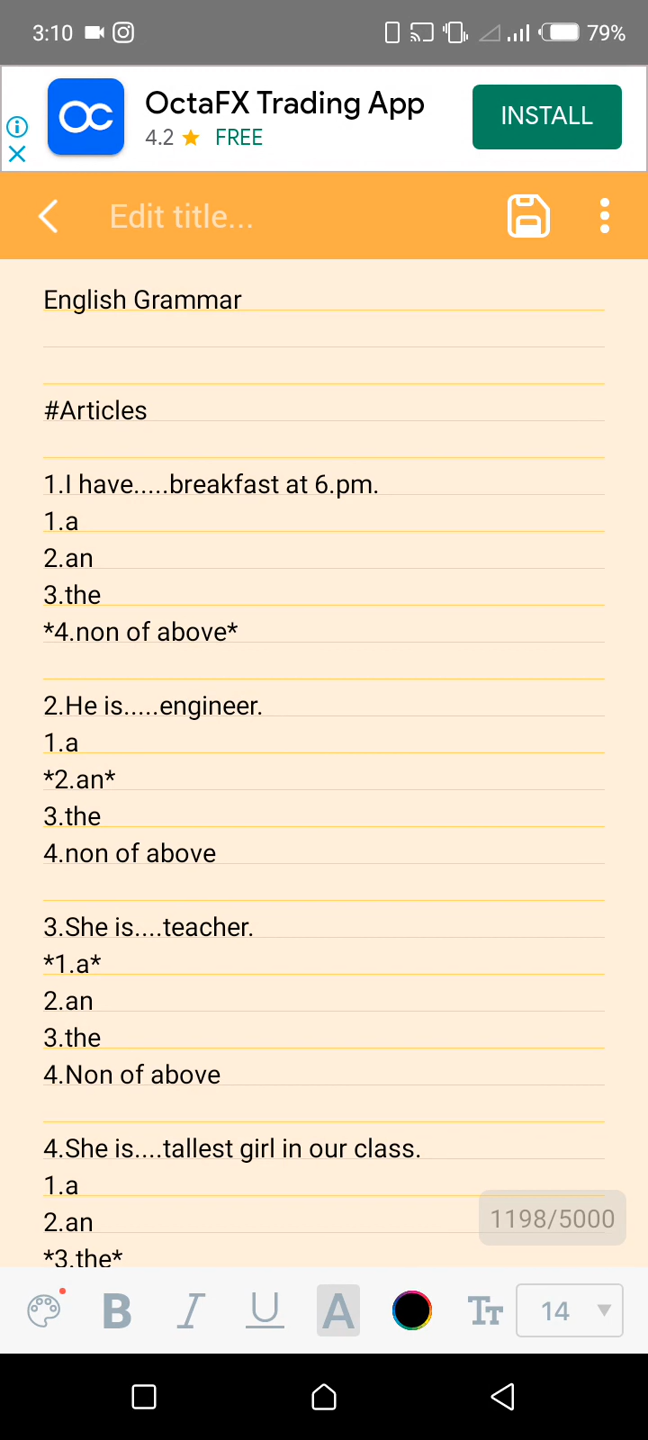 3:10 79%
OctaFX Trading App
4.2 ★ FREE
INSTALL
Edit title...
English Grammar
#Articles
1.I have.....breakfast at 6.pm.
1.a
2.an
3.the
*4.non of above*
2.He is.....engineer.
1.a
*2.an*
3.the
4.non of above
3.She is....teacher.
*1.a*
2.an
3.the
4.Non of above
4.She is....tallest girl in our class.
1.a
2.an
*3.the*
1198/5000
B I U A Tт 14